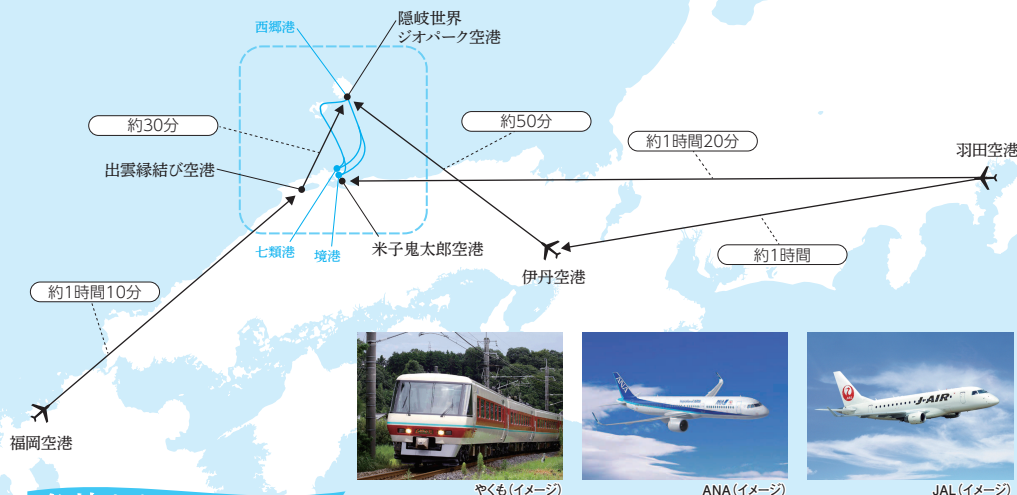 西郷港
隠岐世界
ジオパーク空港
約30分
約50分
約1時間20分
羽田空港
出雲縁結び空港
七類港
境港
米子鬼太郎空港
伊丹空港
約1時間
約1時間10分
福岡空港
ANA
J-AIR
やくも(イメージ)
ANA(イメージ)
JAL(イメージ)